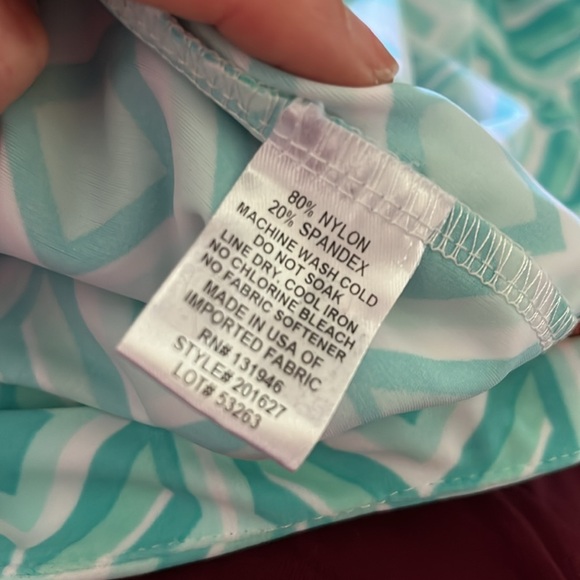 80% NYLON
20% SPANDEX
MACHINE WASH COLD
DO NOT SOAK
LINE DRY, COOL IRON
NO CHLORINE BLEACH
NO FABRIC SOFTENER
MADE IN USA OF
IMPORTED FABRIC
RN# 131946
STYLE# 201627
LOT# 53263